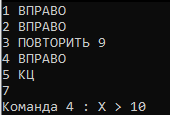 1 ВПРАВО
2 ВПРАВО
3 ПОВТОРИТЬ 9
4 ВПРАВО
5 КЦ
7
Команда 4 : X > 10